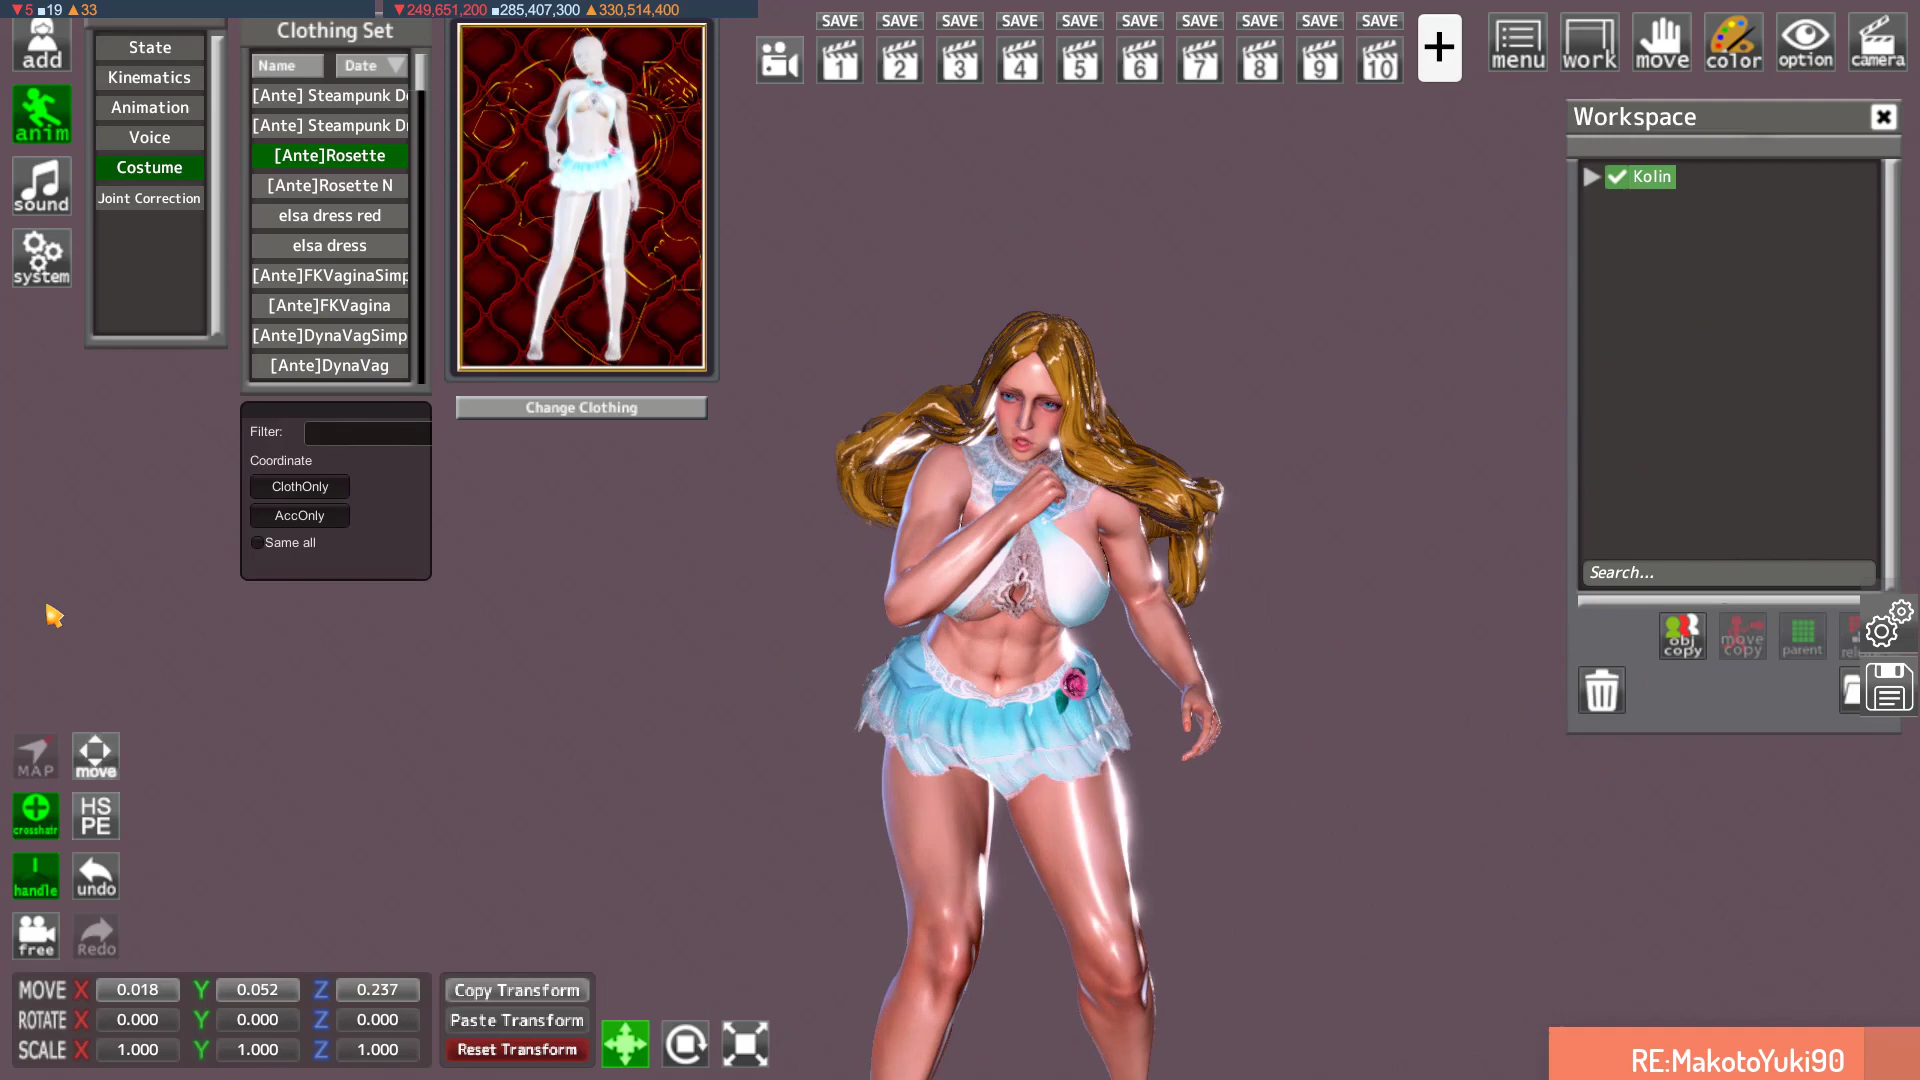 ▼5 ■19 ▲33
▼249,651,200 ■285,407,300 ▲330,514,400
add
anim
sound
system
State
Kinematics
Animation
Voice
Costume
Joint Correction
Clothing Set
Name Date
[Ante] Steampunk D
[Ante] Steampunk D
[Ante]Rosette
[Ante]Rosette N
elsa dress red
elsa dress
[Ante]FKVaginaSimp
[Ante]FKVagina
[Ante]DynaVagSimp
[Ante]DynaVag
Filter:
Coordinate
ClothOnly
AccOnly
Same all
Change Clothing
SAVE SAVE SAVE SAVE SAVE SAVE SAVE SAVE SAVE SAVE
1 2 3 4 5 6 7 8 9 10
+
menu work move color option camera
Workspace
Kolin
Search...
obj copy
move copy
parent
MAP move
crosshair HS PE
handle undo
free Redo
MOVE X 0.018 Y 0.052 Z 0.237
ROTATE X 0.000 Y 0.000 Z 0.000
SCALE X 1.000 Y 1.000 Z 1.000
Copy Transform
Paste Transform
Reset Transform
RE:MakotoYuki90